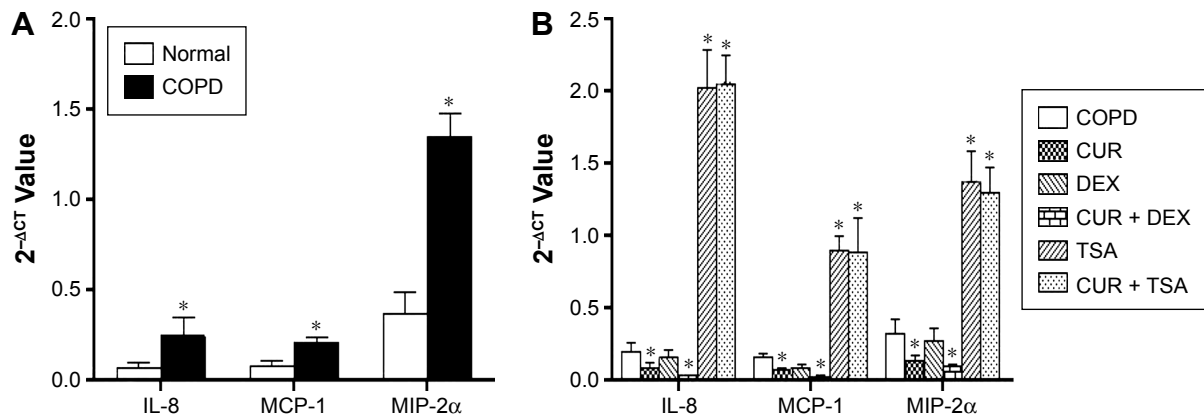 A
2.0
1.5
1.0
0.5
0.0
2–ΔCT Value
Normal
COPD
*
*
*
IL-8 MCP-1 MIP-2α
B
2.5
2.0
1.5
1.0
0.5
0.0
2–ΔCT Value
* * * *
* * * *
* * * *
IL-8 MCP-1 MIP-2α
COPD
CUR
DEX
CUR + DEX
TSA
CUR + TSA